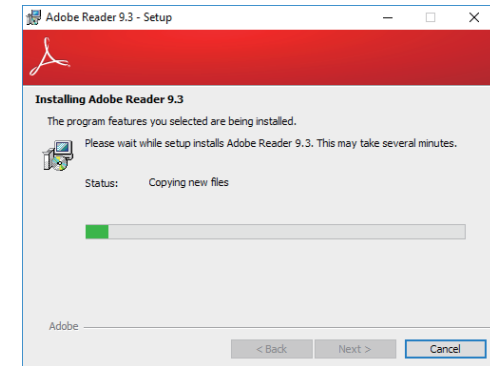 Adobe Reader 9.3 - Setup
Installing Adobe Reader 9.3
The program features you selected are being installed.
Please wait while setup installs Adobe Reader 9.3. This may take several minutes.
Status: Copying new files
Adobe
< Back Next > Cancel